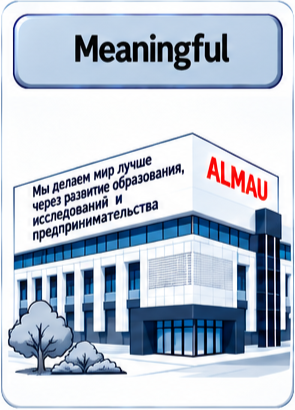 Meaningful
Мы делаем мир лучше
через развитие образования,
исследований и
предпринимательства
ALMAU